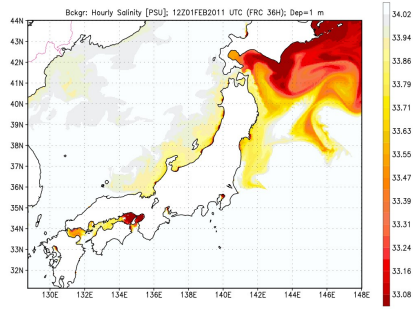 Bckgr: Hourly Salinity [PSU]; 12Z01FEB2011 UTC (FRC 36H); Dep=1 m
44N
43N
42N
41N
40N
39N
38N
37N
36N
35N
34N
33N
32N
130E 132E 134E 136E 138E 140E 142E 144E 146E 148E
34.02
33.94
33.86
33.78
33.71
33.63
33.55
33.47
33.39
33.31
33.24
33.16
33.08